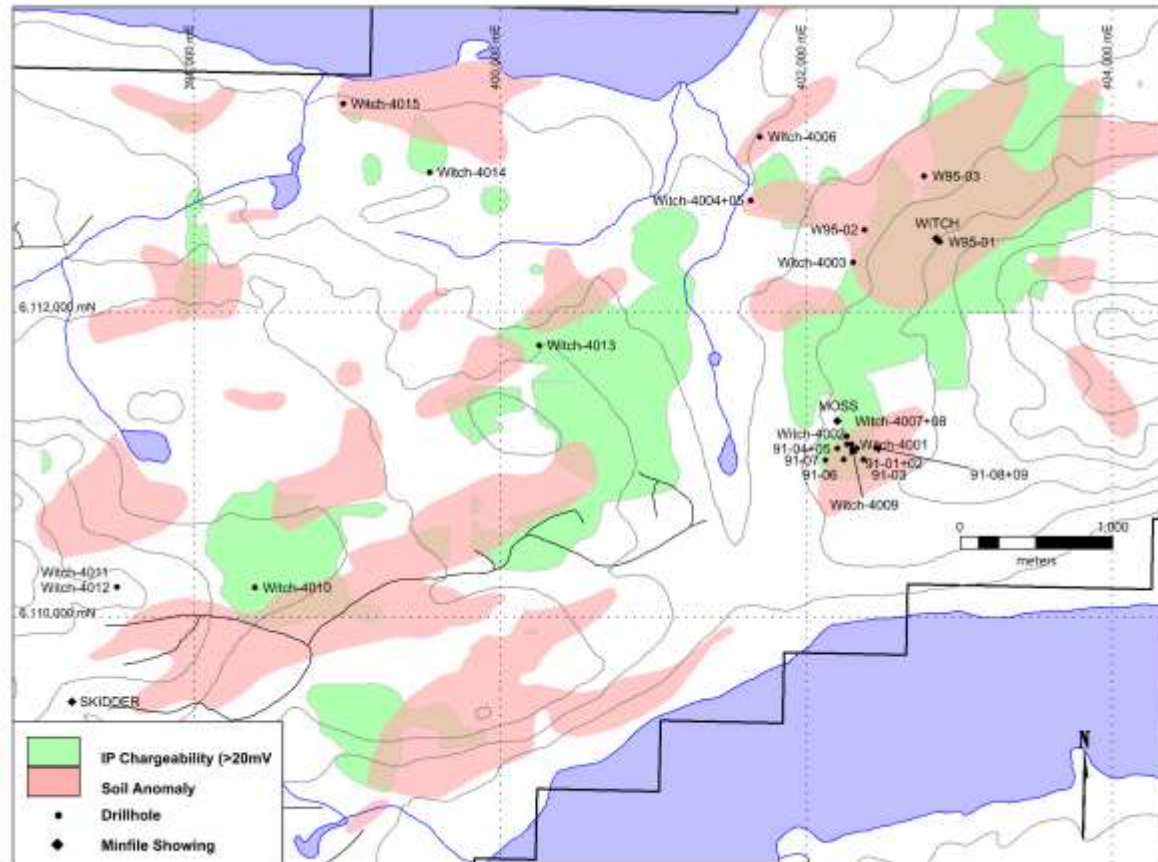 398,000 mE
400,000 mE
402,000 mE
404,000 mE
Witch-4015
Witch-4006
Witch-4014
W95-03
Witch-4004+05
W95-02
WITCH
W95-01
Witch-4003
6,112,000 mN
Witch-4013
MOSS
Witch-4007+08
Witch-4002
Witch-4001
91-04+05
91-07
91-01+02
91-06
91-03
91-08+09
Witch-4009
0
1,000
meters
Witch-4011
Witch-4012
Witch-4010
6,110,000 mN
SKIDDER
N
IP Chargeability (>20mV
Soil Anomaly
Drillhole
Minfile Showing